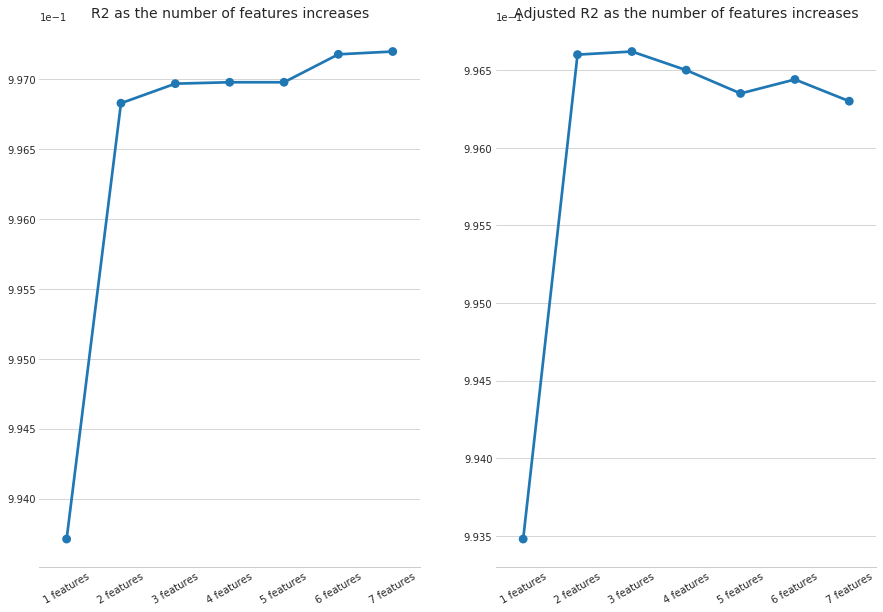 R2 as the number of features increases
1e−1
9.970
9.965
9.960
9.955
9.950
9.945
9.940
1 features
2 features
3 features
4 features
5 features
6 features
7 features
Adjusted R2 as the number of features increases
1e−1
9.965
9.960
9.955
9.950
9.945
9.940
9.935
1 features
2 features
3 features
4 features
5 features
6 features
7 features